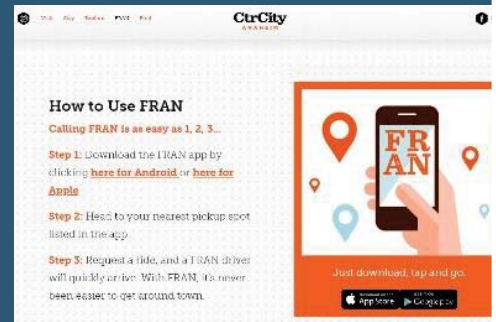 CtrCity
ANAHEIM
How to Use FRAN
Calling FRAN is as easy as 1, 2, 3...
Step 1: Download the FRAN app by
clicking here for Android or here for
Apple
Step 2: Head to your nearest pickup spot
listed in the app.
Step 3: Request a ride, and a FRAN driver
will quickly arrive. With FRAN, it's never
been easier to get around town.
FR
AN
Just download, tap and go.
App Store
Google play